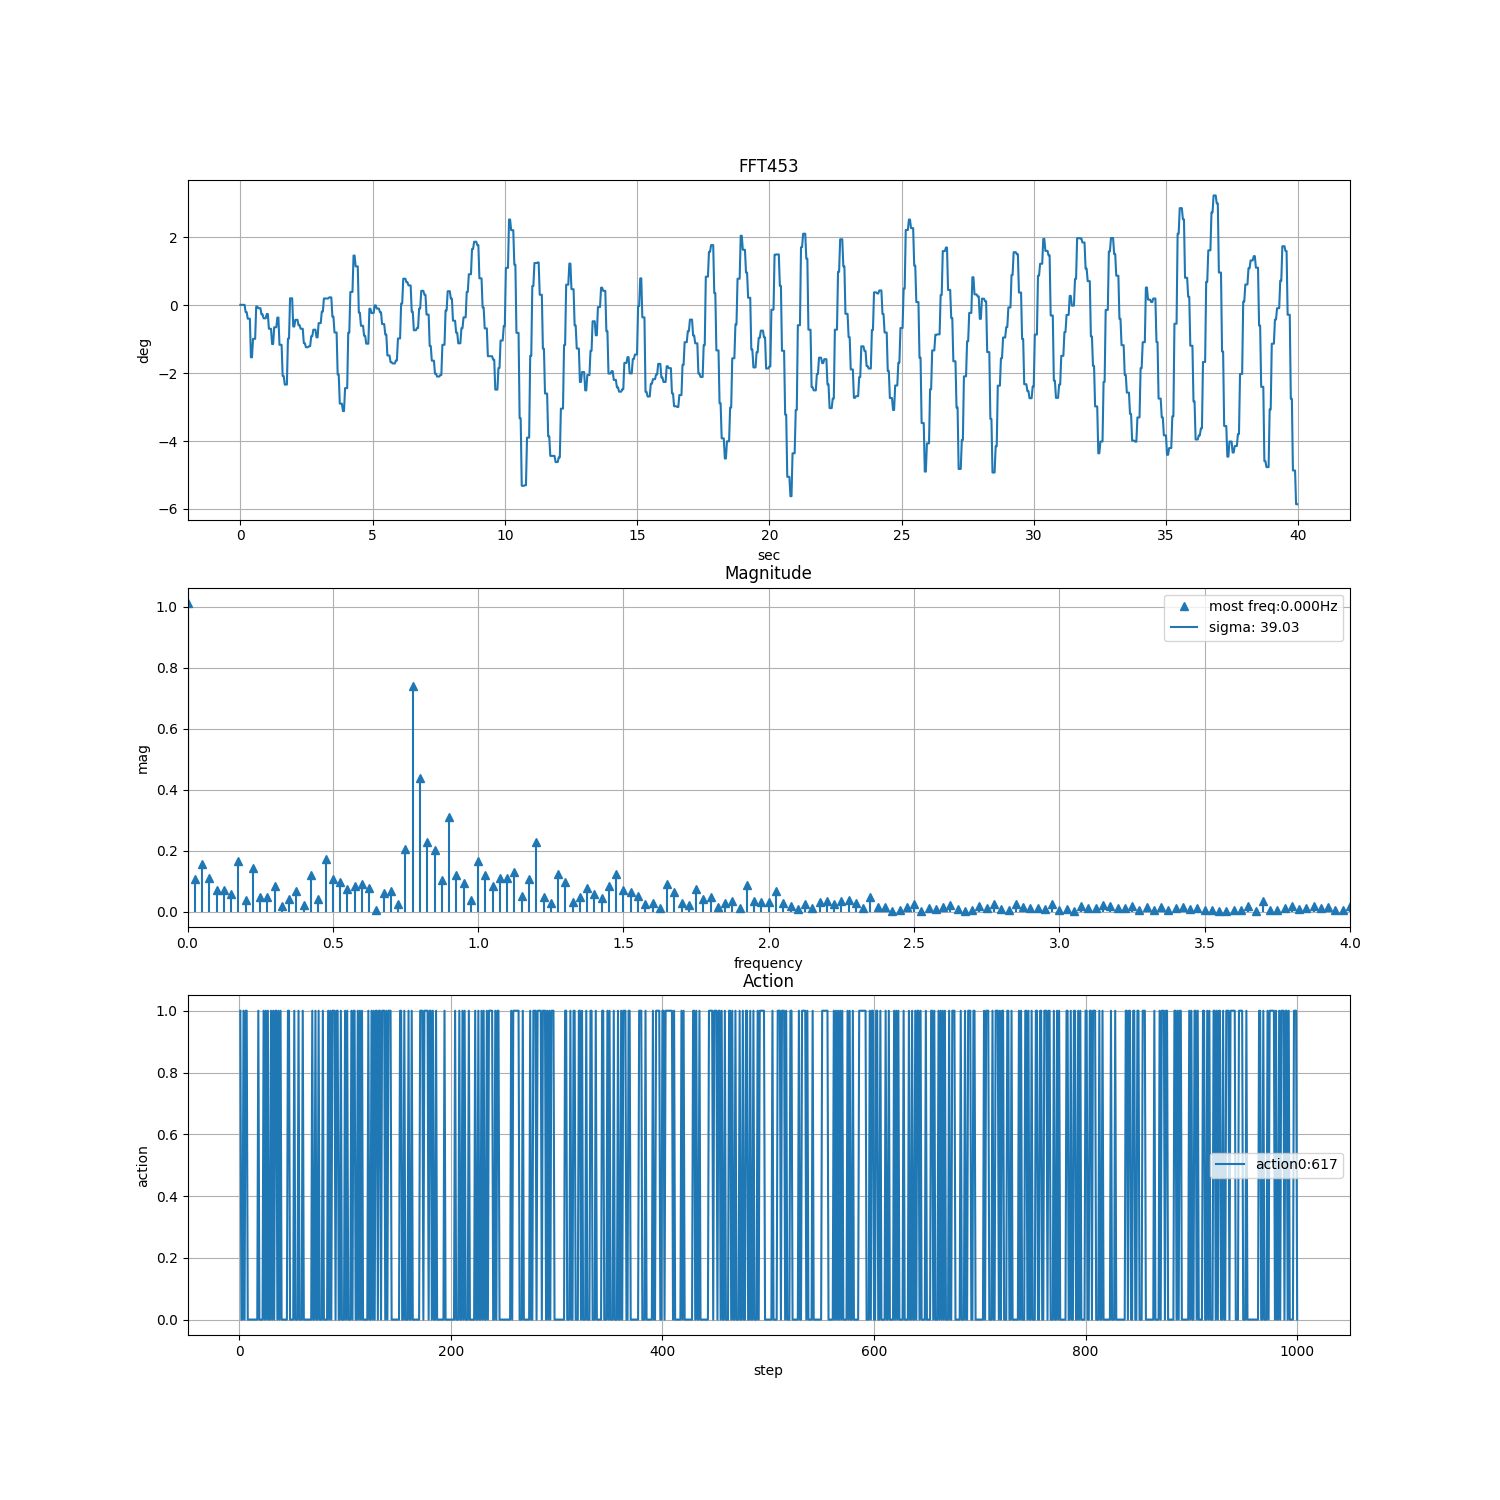 FFT453
2
0
−2
−4
−6
deg
0 5 10 15 20 25 30 35 40
sec
Magnitude
1.0
0.8
0.6
0.4
0.2
0.0
mag
most freq:0.000Hz
sigma: 39.03
0.0 0.5 1.0 1.5 2.0 2.5 3.0 3.5 4.0
frequency
Action
1.0
0.8
0.6
0.4
0.2
0.0
action
action0:617
0 200 400 600 800 1000
step